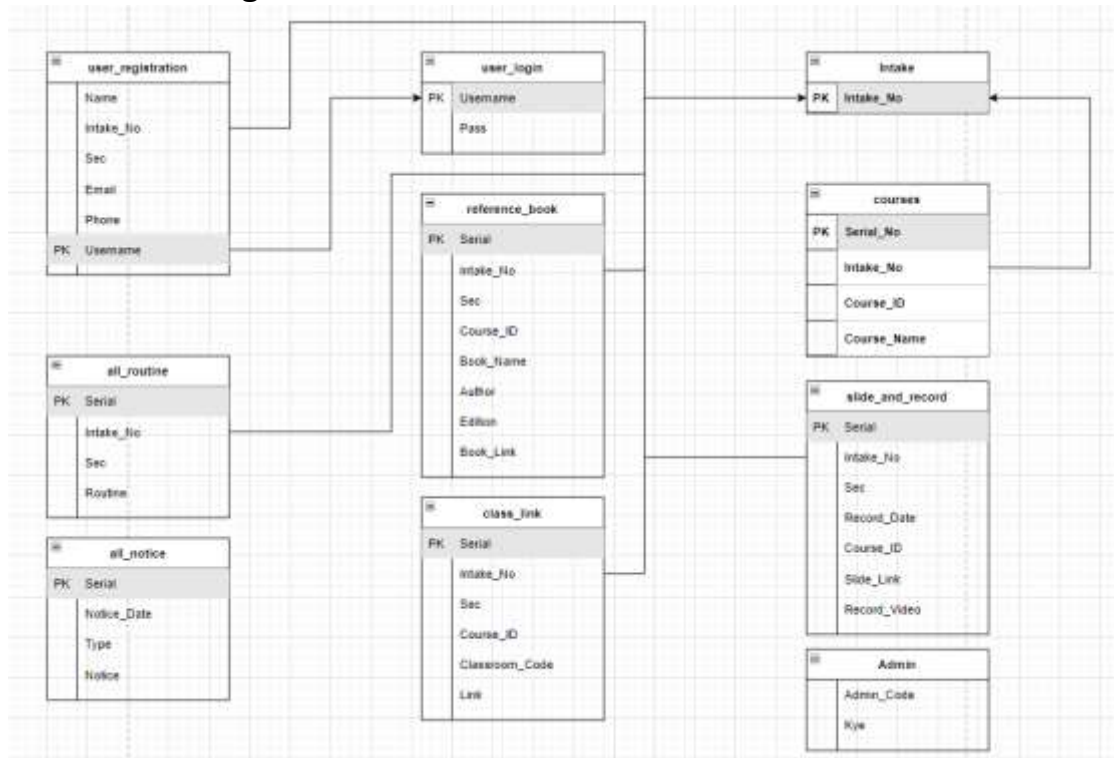 user_registration
Name
Intake_No
Sec
Email
Phone
PK Username
user_login
PK Username
Pass
Intake
PK Intake_No
reference_book
PK Serial
Intake_No
Sec
Course_ID
Book_Name
Author
Edition
Book_Link
courses
PK Serial_No
Intake_No
Course_ID
Course_Name
all_routine
PK Serial
Intake_No
Sec
Routine
slide_and_record
PK Serial
Intake_No
Sec
Record_Date
Course_ID
Slide_Link
Record_Video
class_link
PK Serial
Intake_No
Sec
Course_ID
Classroom_Code
Link
all_notice
PK Serial
Notice_Date
Type
Notice
Admin
Admin_Code
Kye